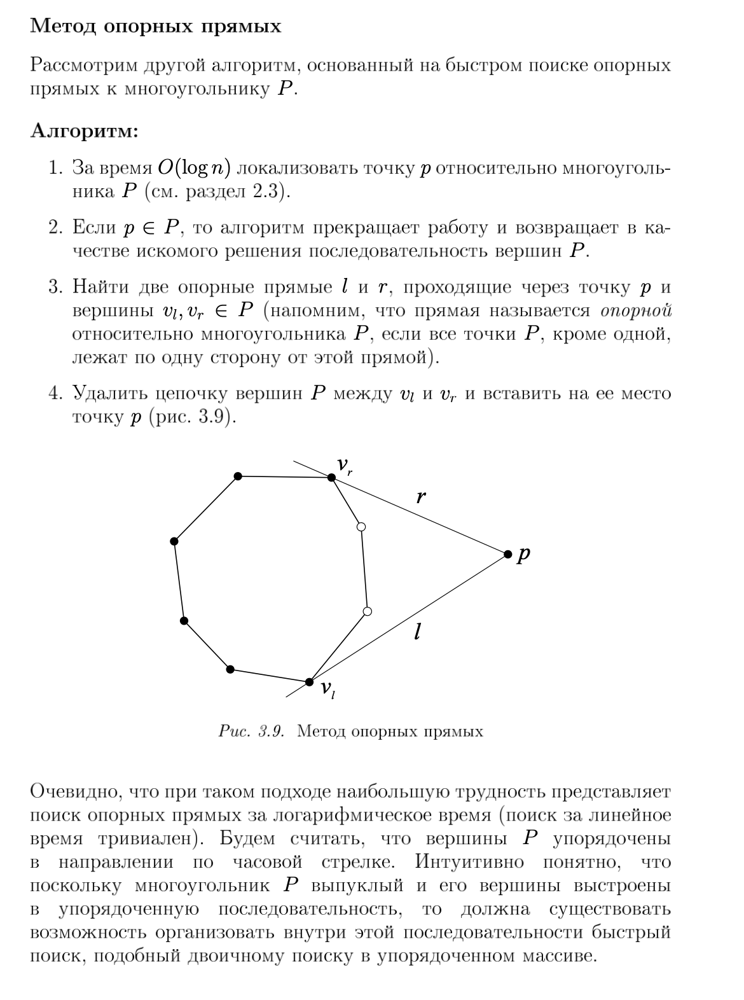 Метод опорных прямых
Рассмотрим другой алгоритм, основанный на быстром поиске опорных
прямых к многоугольнику P.
Алгоритм:
1. За время O(log n) локализовать точку p относительно многоуголь-
ника P (см. раздел 2.3).
2. Если p ∈ P, то алгоритм прекращает работу и возвращает в ка-
честве искомого решения последовательность вершин P.
3. Найти две опорные прямые l и r, проходящие через точку p и
вершины v_l, v_r ∈ P (напомним, что прямая называется опорной
относительно многоугольника P, если все точки P, кроме одной,
лежат по одну сторону от этой прямой).
4. Удалить цепочку вершин P между v_l и v_r и вставить на ее место
точку p (рис. 3.9).
v_r
r
p
l
v_l
Рис. 3.9. Метод опорных прямых
Очевидно, что при таком подходе наибольшую трудность представляет
поиск опорных прямых за логарифмическое время (поиск за линейное
время тривиален). Будем считать, что вершины P упорядочены
в направлении по часовой стрелке. Интуитивно понятно, что
поскольку многоугольник P выпуклый и его вершины выстроены
в упорядоченную последовательность, то должна существовать
возможность организовать внутри этой последовательности быстрый
поиск, подобный двоичному поиску в упорядоченном массиве.